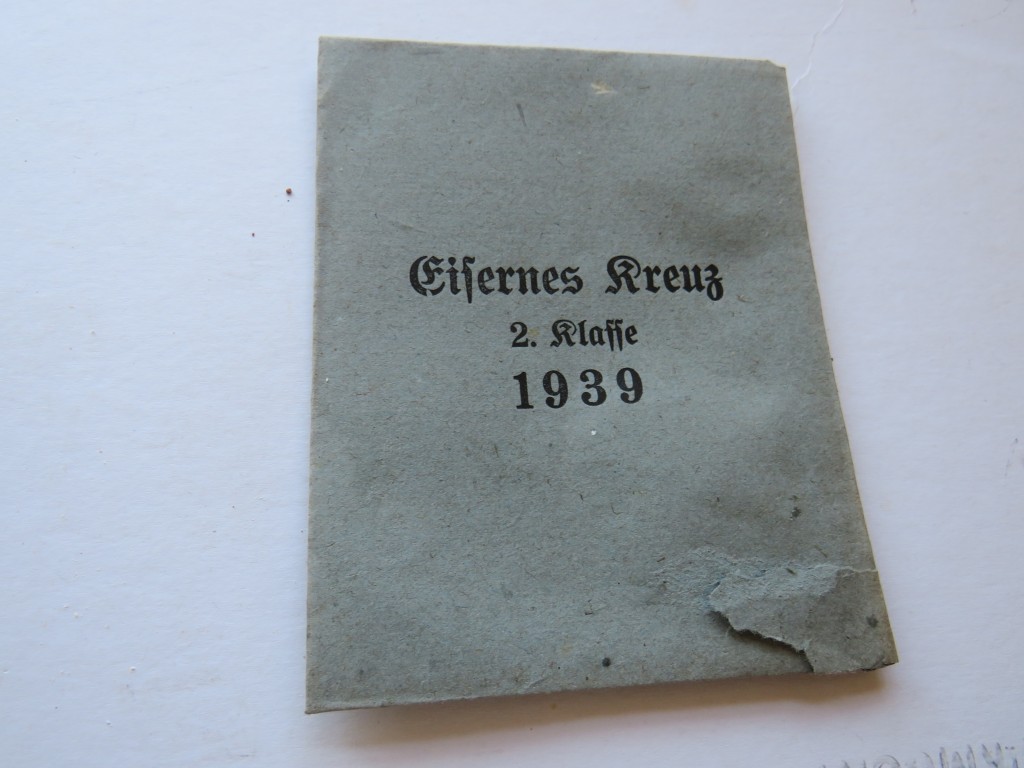 Eiſernes Kreuz
2. Klaſſe
1939